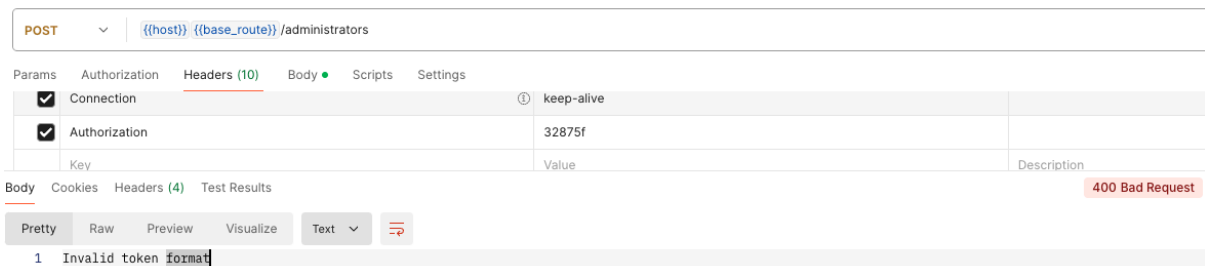 POST {{host}} {{base_route}} /administrators
Params Authorization Headers (10) Body Scripts Settings
Connection keep-alive
Authorization 32875f
Key Value Description
Body Cookies Headers (4) Test Results 400 Bad Request
Pretty Raw Preview Visualize Text
1 Invalid token format